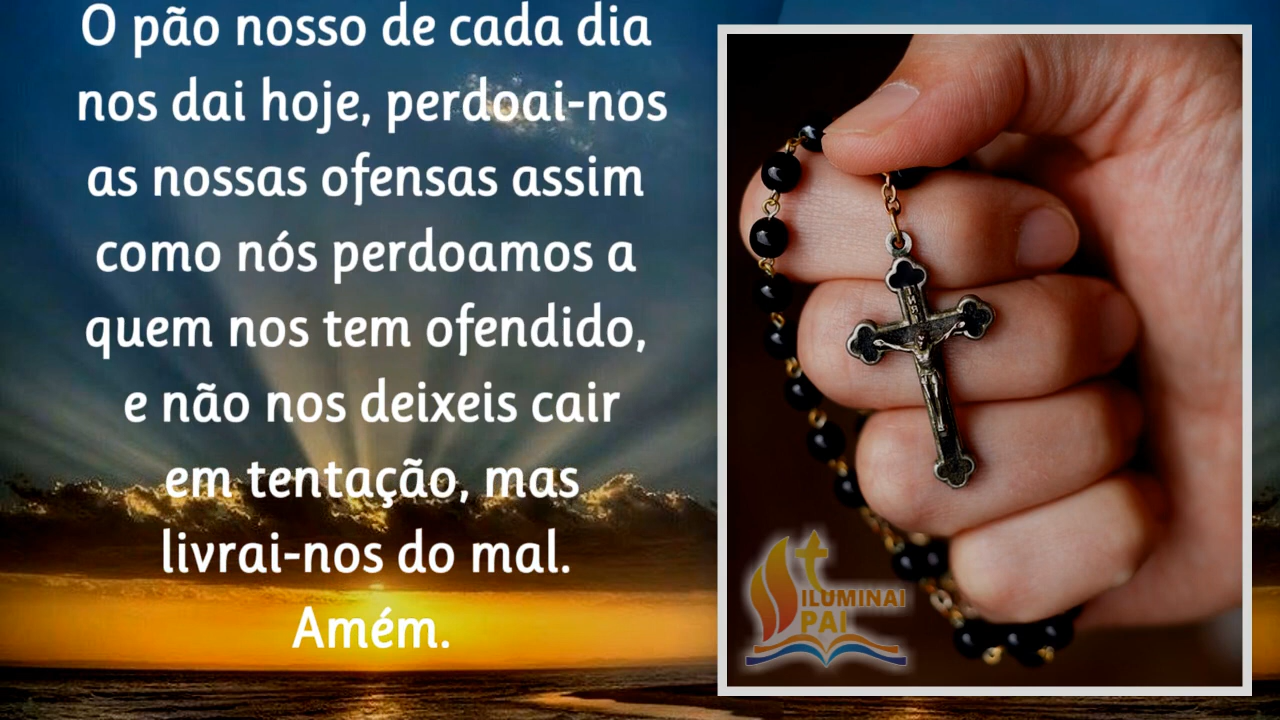 O pão nosso de cada dia
nos dai hoje, perdoai-nos
as nossas ofensas assim
como nós perdoamos a
quem nos tem ofendido,
e não nos deixeis cair
em tentação, mas
livrai-nos do mal.
Amém.
ILUMINAI
PAI